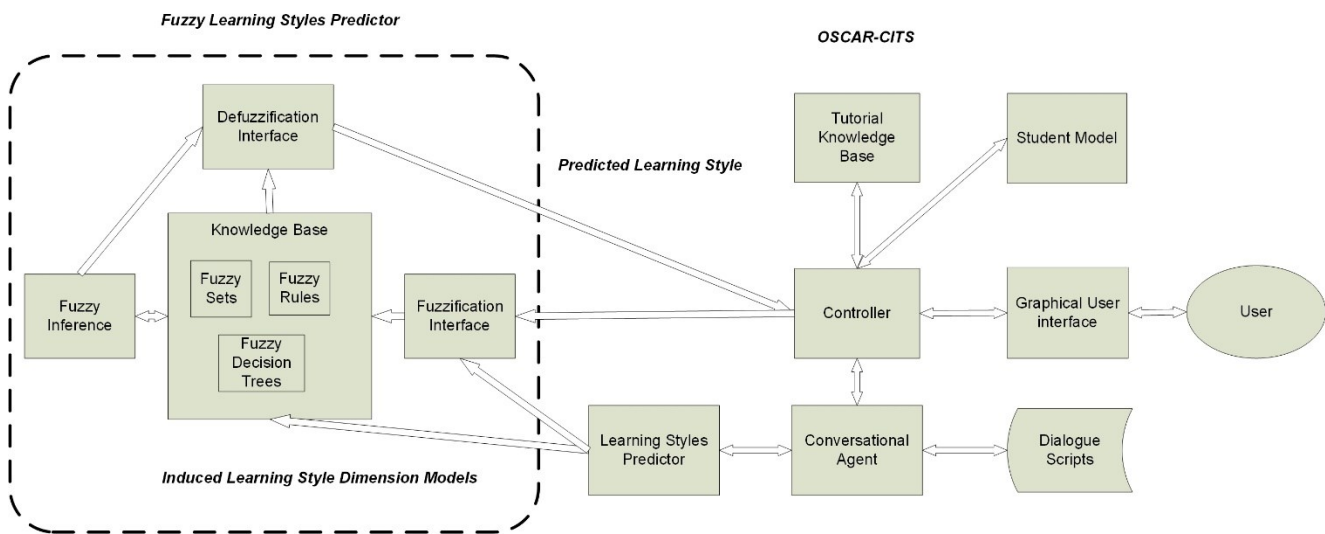 Fuzzy Learning Styles Predictor
OSCAR-CITS
Defuzzification
Interface
Tutorial
Knowledge
Base
Student Model
Predicted Learning Style
Knowledge Base
Fuzzy
Sets
Fuzzy
Rules
Fuzzy
Decision
Trees
Fuzzy
Inference
Fuzzification
Interface
Controller
Graphical User
interface
User
Learning Styles
Predictor
Conversational
Agent
Dialogue
Scripts
Induced Learning Style Dimension Models